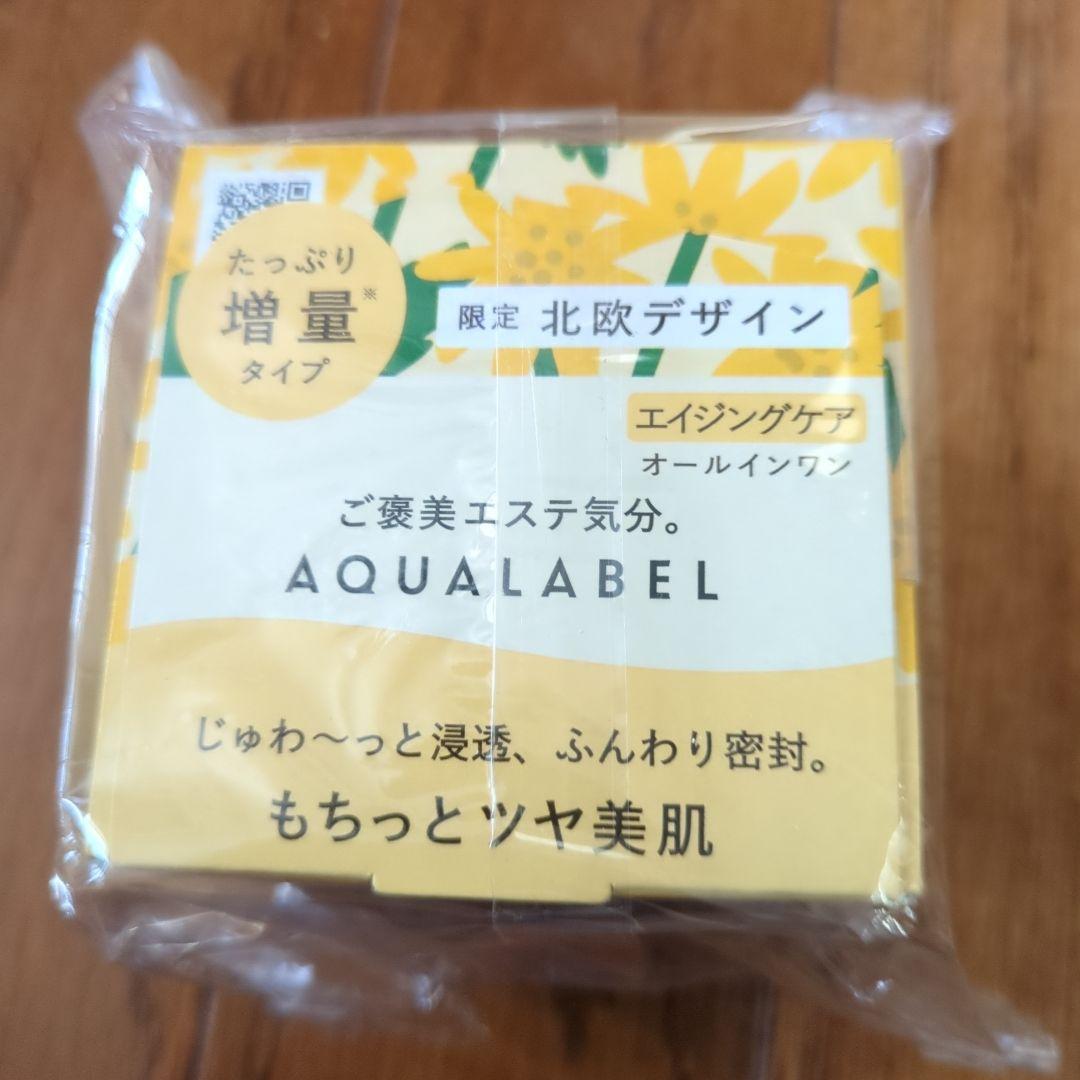 たっぷり
増量※
タイプ
限定 北欧デザイン
エイジングケア
オールインワン
ご褒美エステ気分。
AQUALABEL
じゅわ〜っと浸透、ふんわり密封。
もちっとツヤ美肌